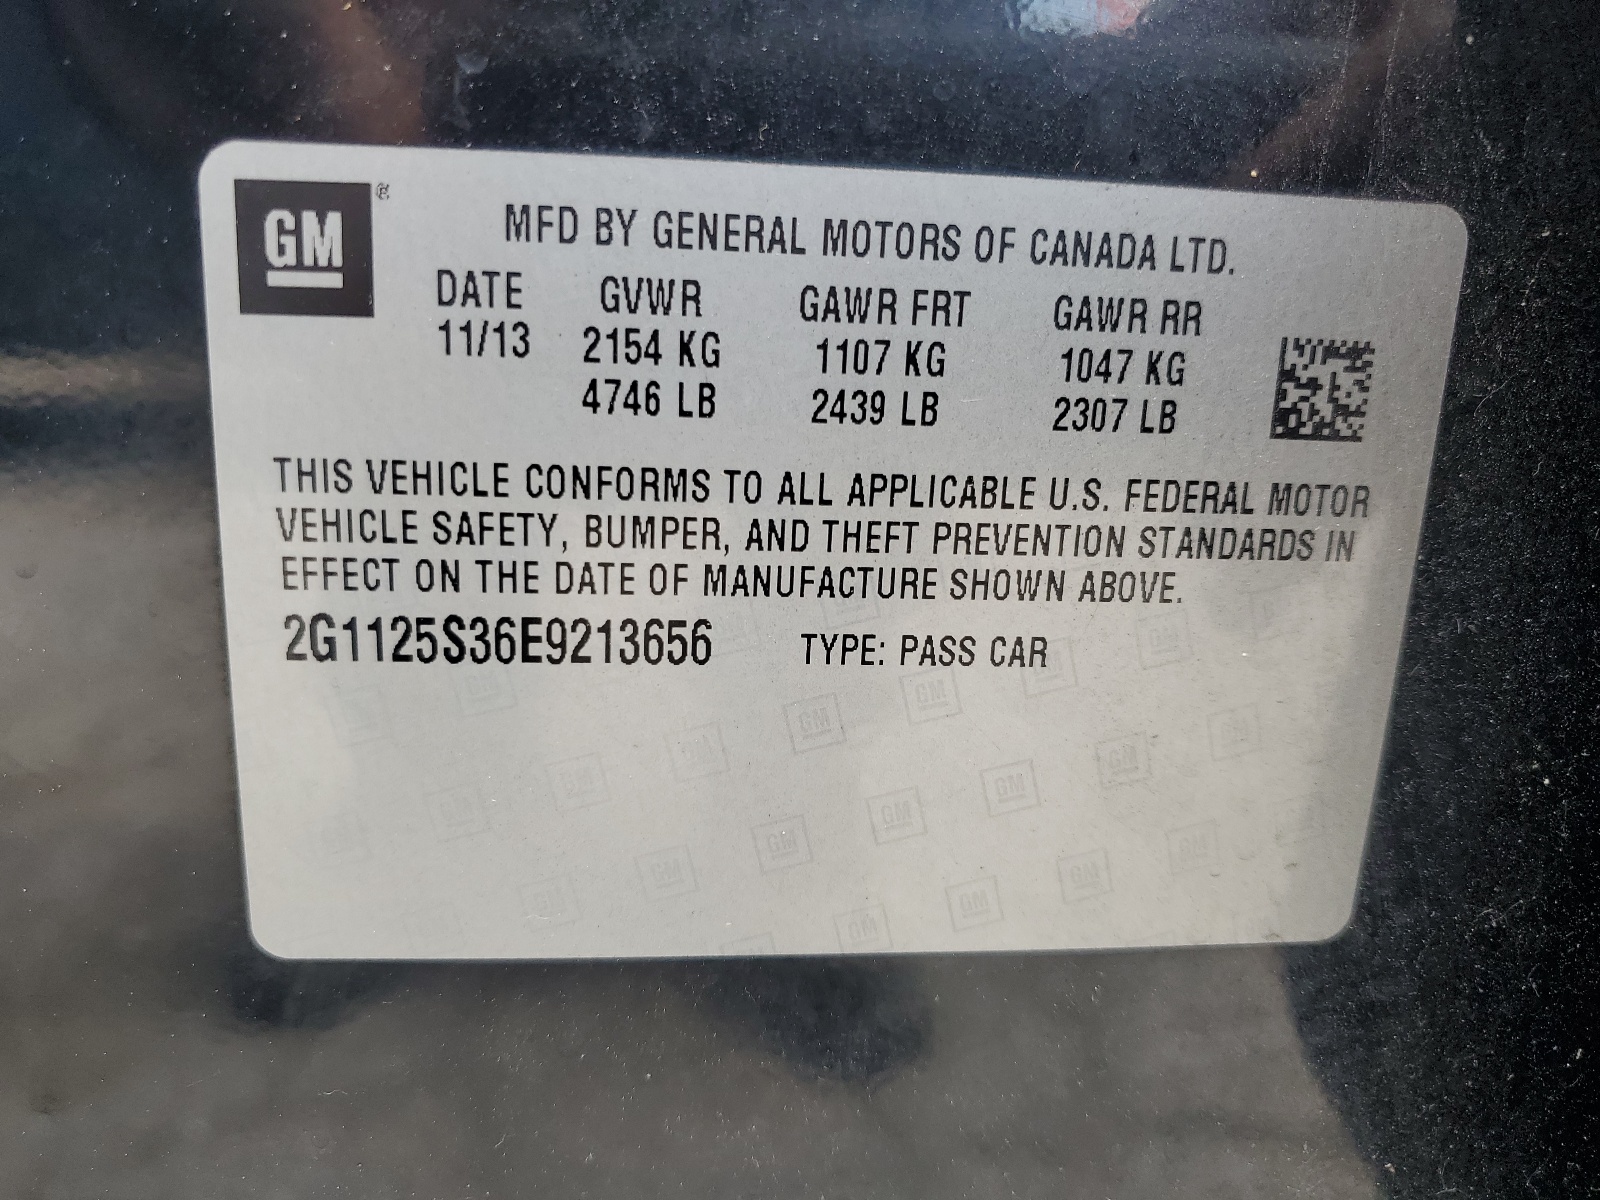 GM ®
MFD BY GENERAL MOTORS OF CANADA LTD.
DATE GVWR GAWR FRT GAWR RR
11/13 2154 KG 1107 KG 1047 KG
4746 LB 2439 LB 2307 LB
THIS VEHICLE CONFORMS TO ALL APPLICABLE U.S. FEDERAL MOTOR
VEHICLE SAFETY, BUMPER, AND THEFT PREVENTION STANDARDS IN
EFFECT ON THE DATE OF MANUFACTURE SHOWN ABOVE.
2G1125S36E9213656 TYPE: PASS CAR